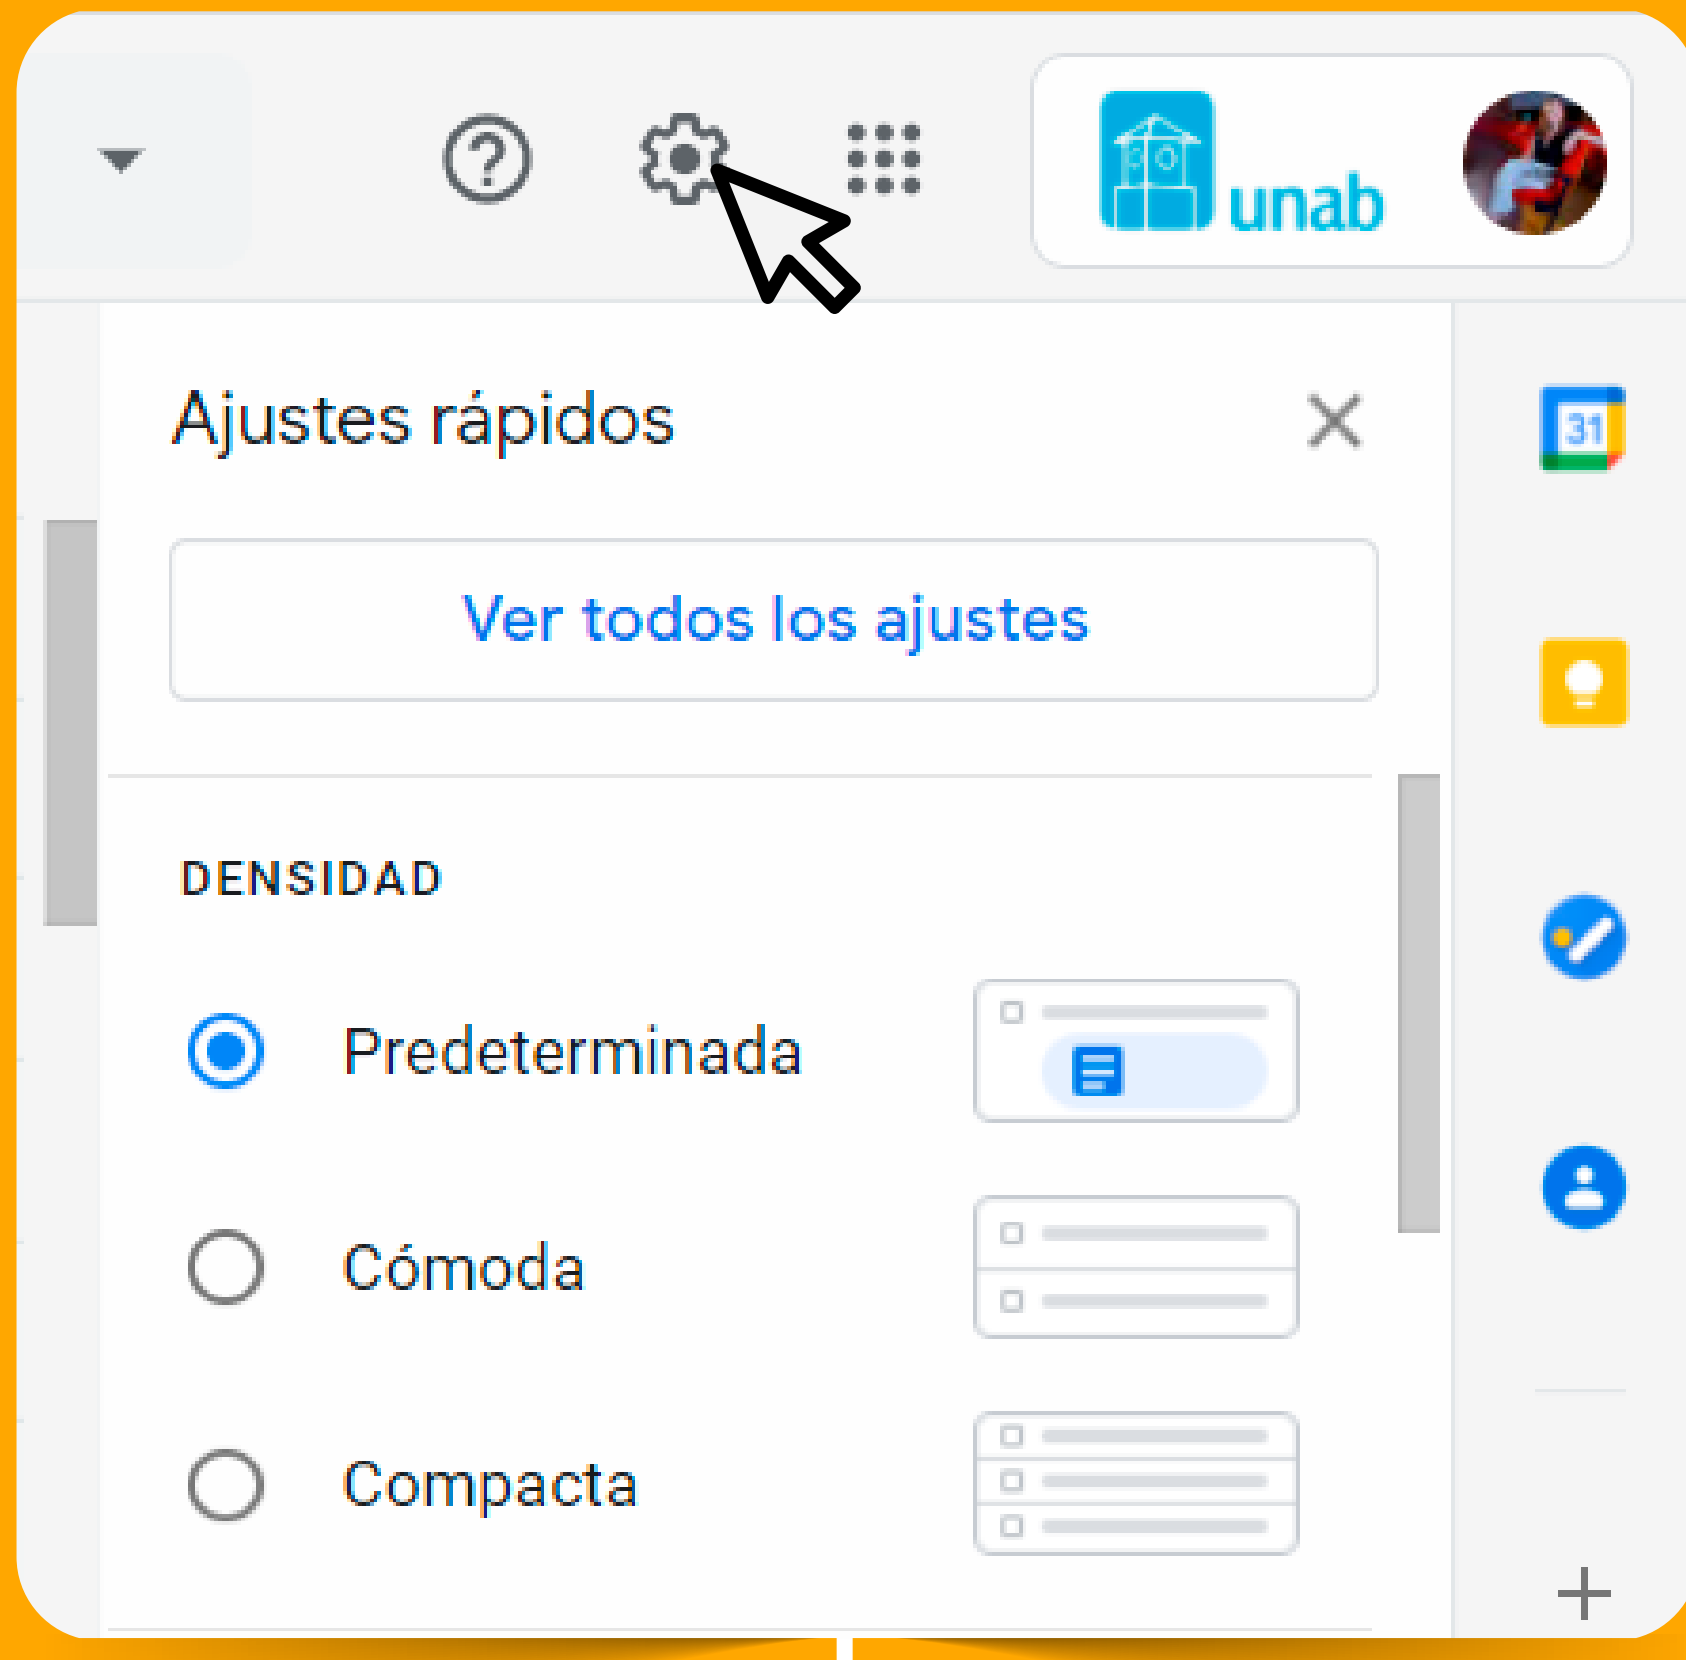 unab
Ajustes rápidos
31
Ver todos los ajustes
DENSIDAD
Predeterminada
Cómoda
Compacta